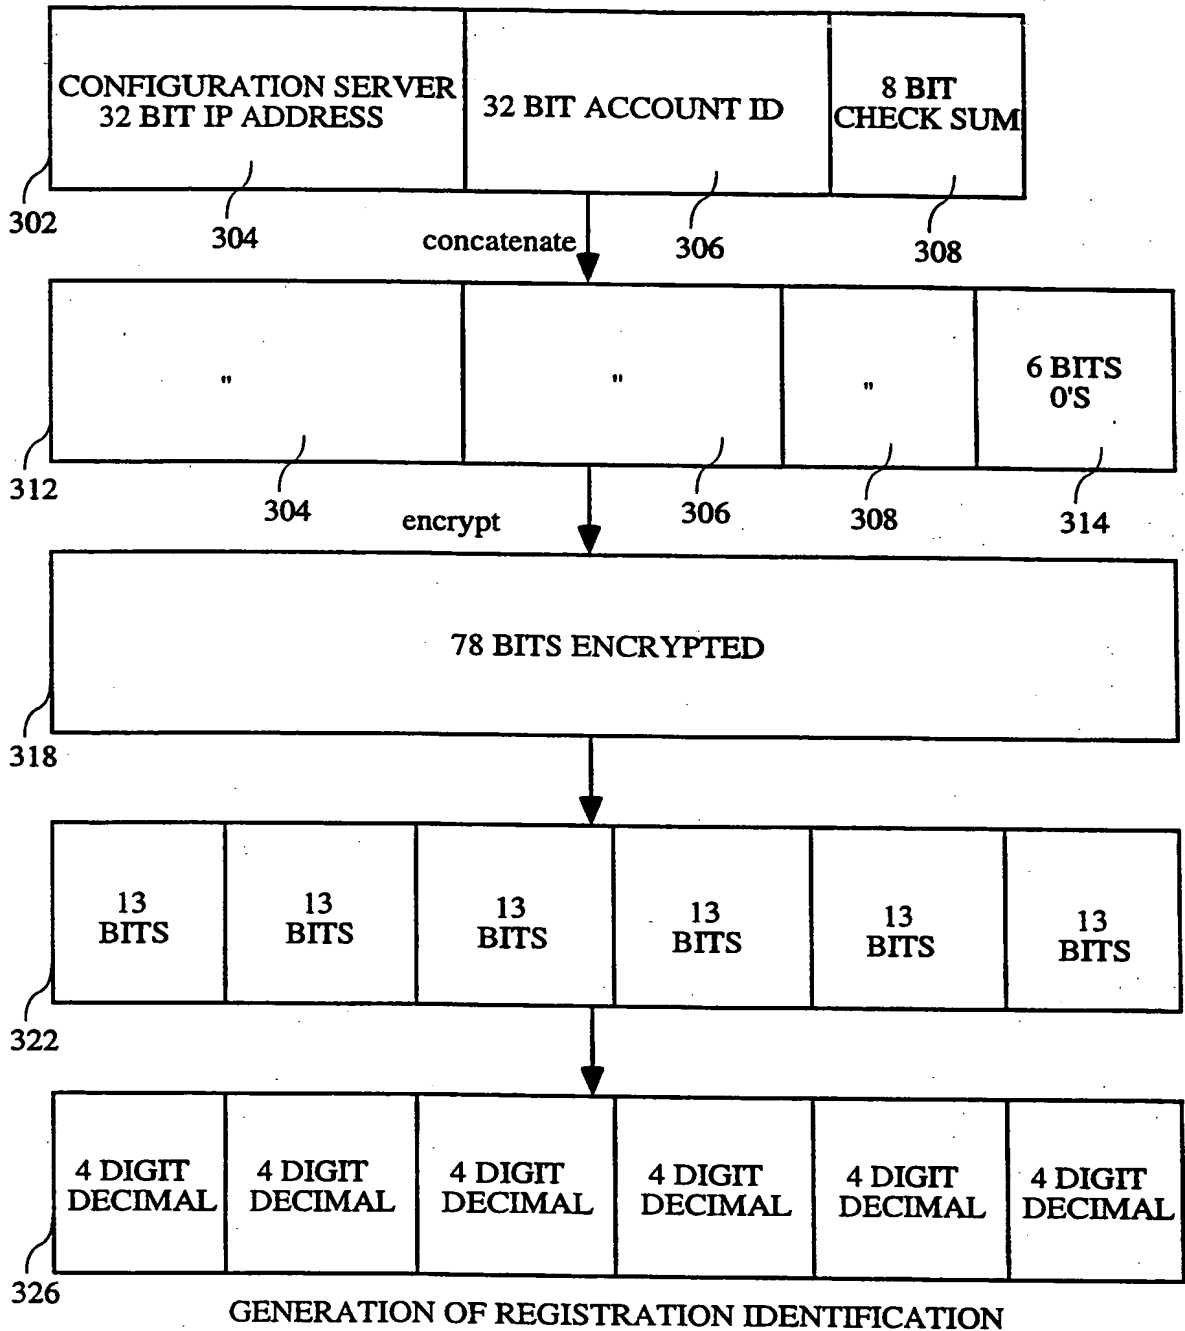 CONFIGURATION SERVER
32 BIT IP ADDRESS
32 BIT ACCOUNT ID
8 BIT
CHECK SUM
302
304
concatenate
306
308
"
"
"
6 BITS
0'S
312
304
encrypt
306
308
314
78 BITS ENCRYPTED
318
13
BITS
13
BITS
13
BITS
13
BITS
13
BITS
13
BITS
322
4 DIGIT
DECIMAL
4 DIGIT
DECIMAL
4 DIGIT
DECIMAL
4 DIGIT
DECIMAL
4 DIGIT
DECIMAL
4 DIGIT
DECIMAL
326
GENERATION OF REGISTRATION IDENTIFICATION